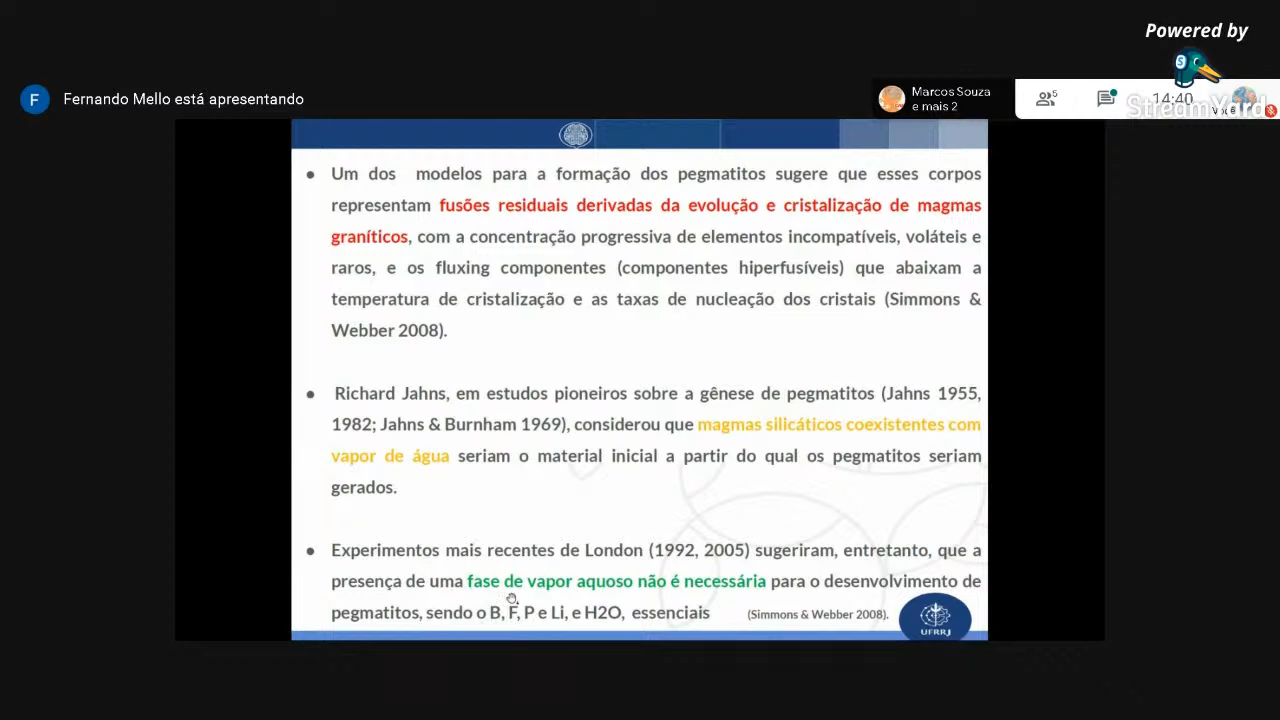 Powered by
F Fernando Mello está apresentando
Marcos Souza
e mais 2
5
14:40
StreamYard
Você
Um dos modelos para a formação dos pegmatitos sugere que esses corpos
representam fusões residuais derivadas da evolução e cristalização de magmas
graníticos, com a concentração progressiva de elementos incompatíveis, voláteis e
raros, e os fluxing componentes (componentes hiperfusíveis) que abaixam a
temperatura de cristalização e as taxas de nucleação dos cristais (Simmons &
Webber 2008).
Richard Jahns, em estudos pioneiros sobre a gênese de pegmatitos (Jahns 1955,
1982; Jahns & Burnham 1969), considerou que magmas silicáticos coexistentes com
vapor de água seriam o material inicial a partir do qual os pegmatitos seriam
gerados.
Experimentos mais recentes de London (1992, 2005) sugeriram, entretanto, que a
presença de uma fase de vapor aquoso não é necessária para o desenvolvimento de
pegmatitos, sendo o B, F, P e Li, e H2O, essenciais (Simmons & Webber 2008).
UFRRJ